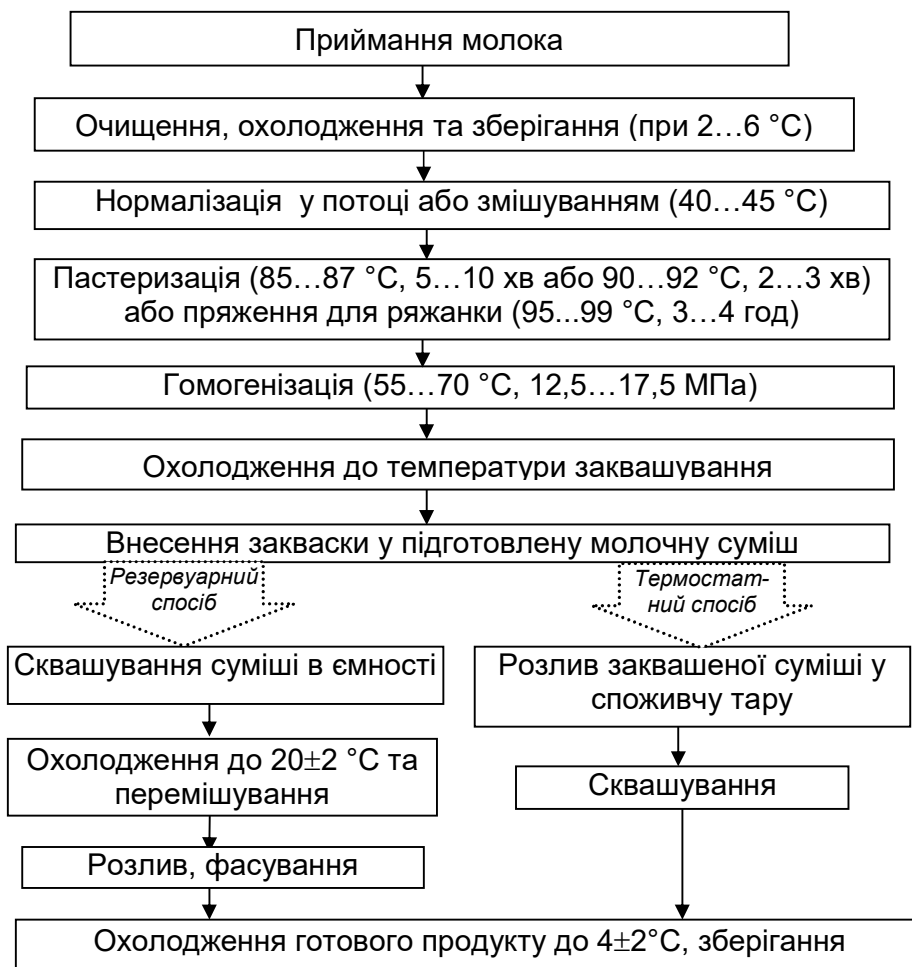 Приймання молока
Очищення, охолодження та зберігання (при 2…6 °С)
Нормалізація у потоці або змішуванням (40…45 °С)
Пастеризація (85…87 °С, 5…10 хв або 90…92 °С, 2…3 хв)
або пряження для ряжанки (95...99 °С, 3…4 год)
Гомогенізація (55…70 °С, 12,5…17,5 МПа)
Охолодження до температури заквашування
Внесення закваски у підготовлену молочну суміш
Резервуарний
спосіб
Термостат-
ний спосіб
Сквашування суміші в ємності
Розлив заквашеної суміші у
споживчу тару
Охолодження до 20±2 °С та
перемішування
Сквашування
Розлив, фасування
Охолодження готового продукту до 4±2°С, зберігання